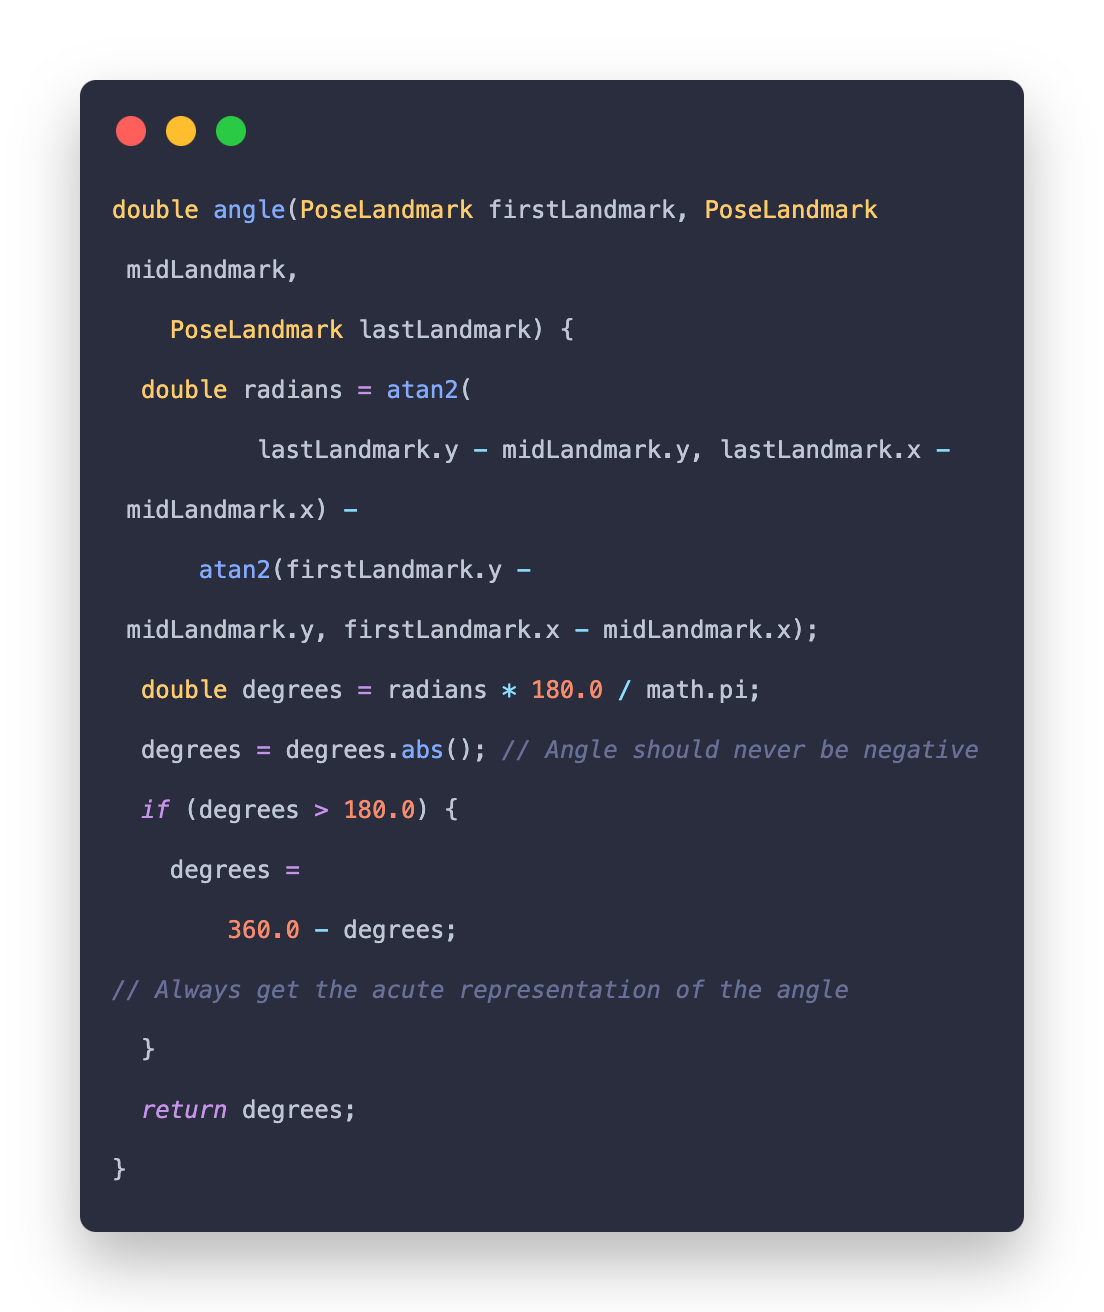 double angle(PoseLandmark firstLandmark, PoseLandmark
 midLandmark,
    PoseLandmark lastLandmark) {
  double radians = atan2(
          lastLandmark.y - midLandmark.y, lastLandmark.x -
 midLandmark.x) -
      atan2(firstLandmark.y -
 midLandmark.y, firstLandmark.x - midLandmark.x);
  double degrees = radians * 180.0 / math.pi;
  degrees = degrees.abs(); // Angle should never be negative
  if (degrees > 180.0) {
    degrees =
        360.0 - degrees;
// Always get the acute representation of the angle
  }
  return degrees;
}